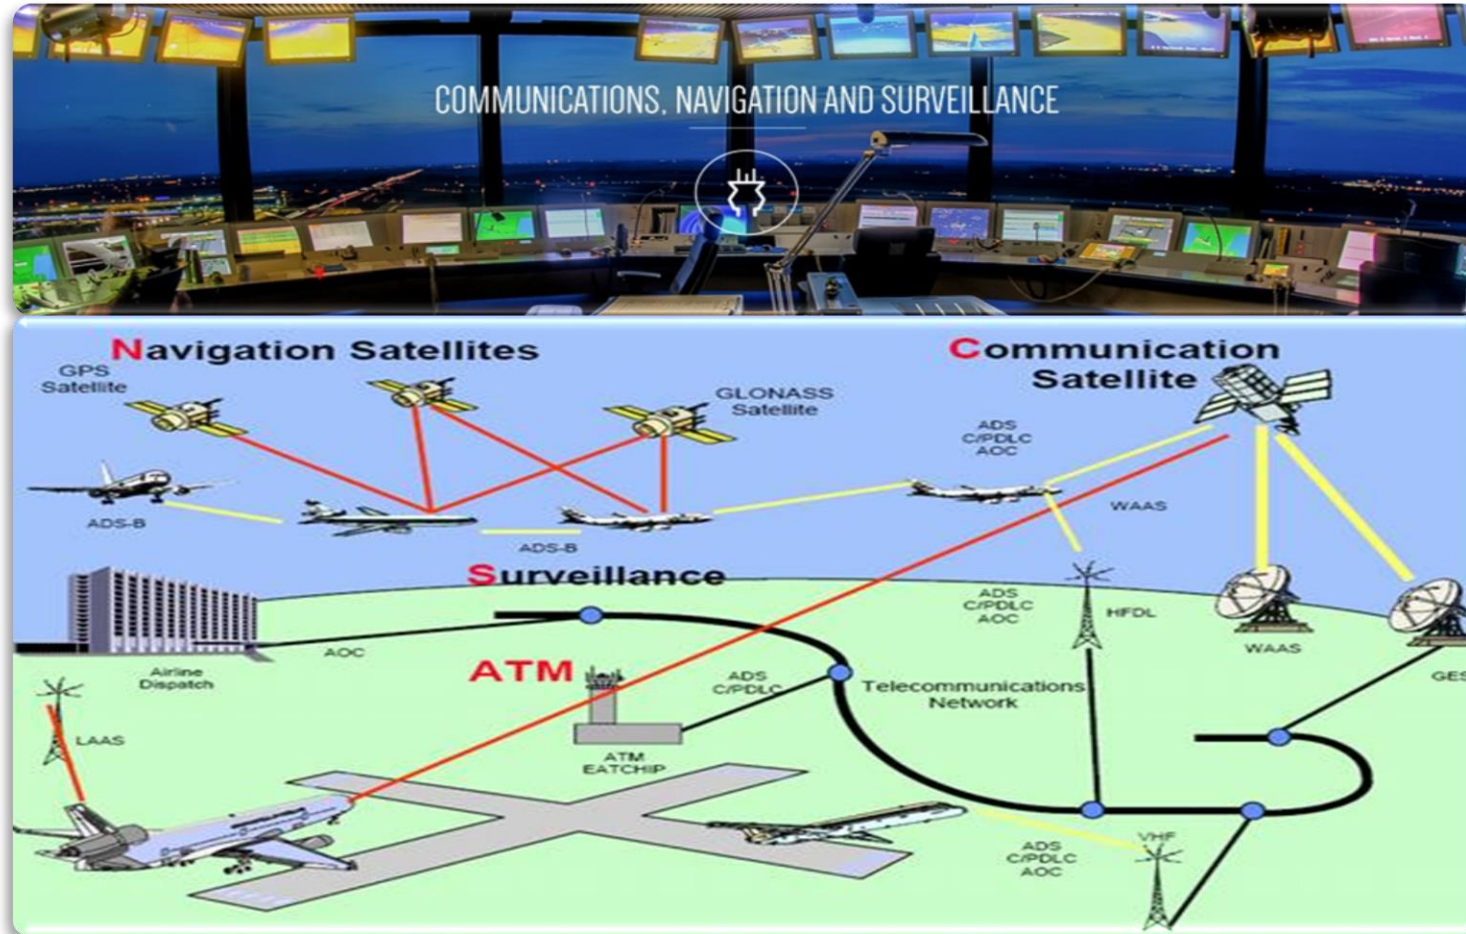 COMMUNICATIONS, NAVIGATION AND SURVEILLANCE
Navigation Satellites
Communication
Satellite
GPS
Satellite
GLONASS
Satellite
ADS
C/PDLC
AOC
WAAS
ADS-B
ADS-B
Surveillance
ADS
C/PDLC
AOC
HFDL
WAAS
GES
AOC
Airline
Dispatch
ATM
ADS
C/PDLC
Telecommunications
Network
LAAS
ATM
EATCHIP
VHF
ADS
C/PDLC
AOC